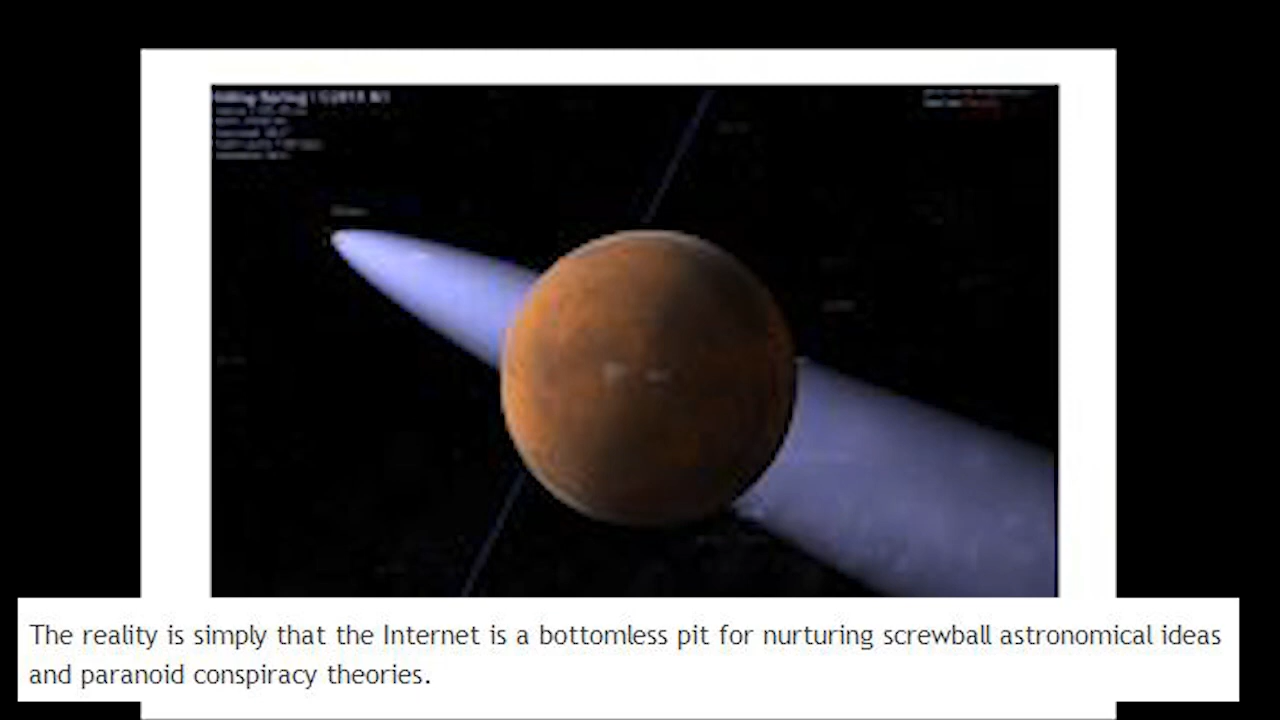 The reality is simply that the Internet is a bottomless pit for nurturing screwball astronomical ideas
and paranoid conspiracy theories.